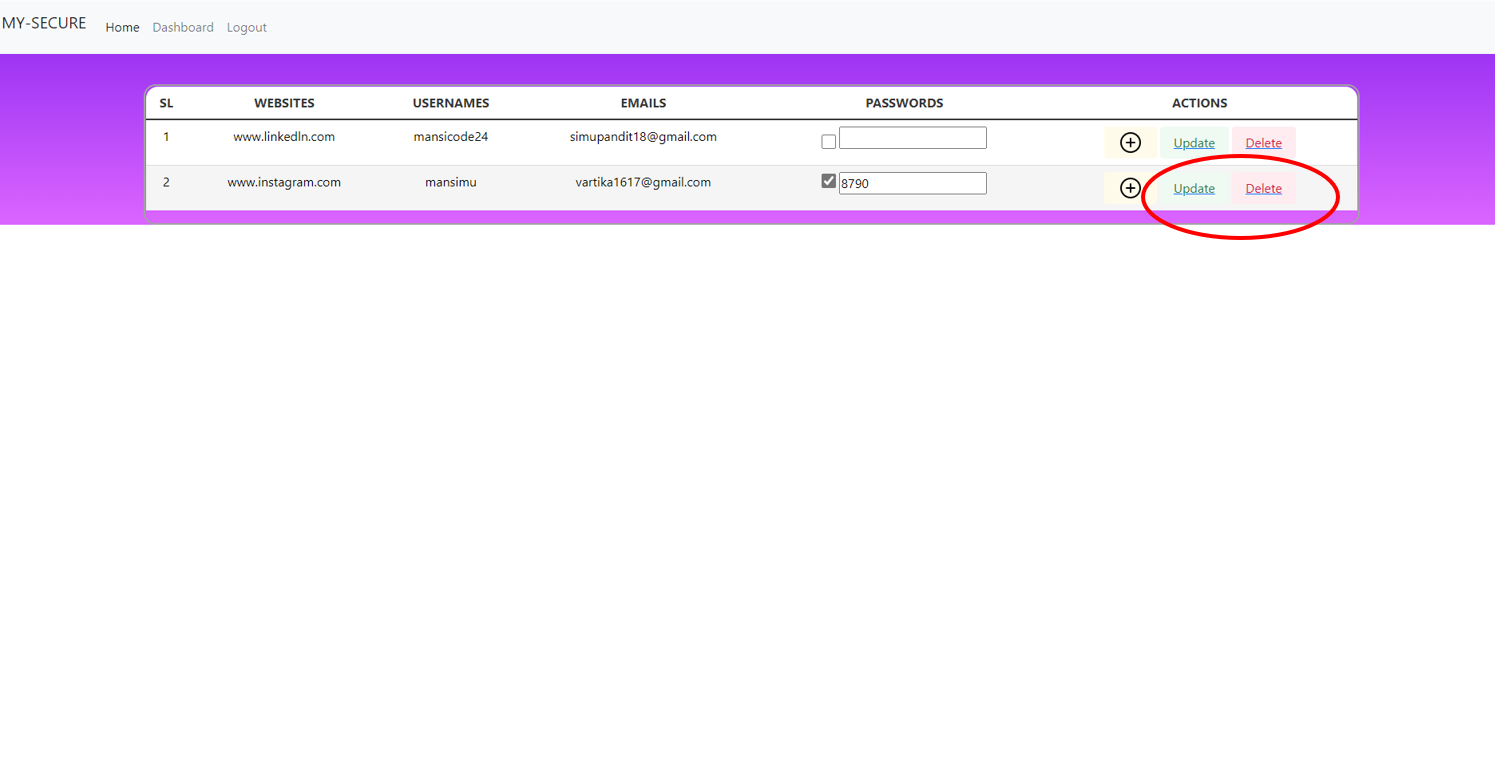 MY-SECURE Home Dashboard Logout
SL WEBSITES USERNAMES EMAILS PASSWORDS ACTIONS
1 www.linkedIn.com mansicode24 simupandit18@gmail.com Update Delete
2 www.instagram.com mansimu vartika1617@gmail.com 8790 Update Delete